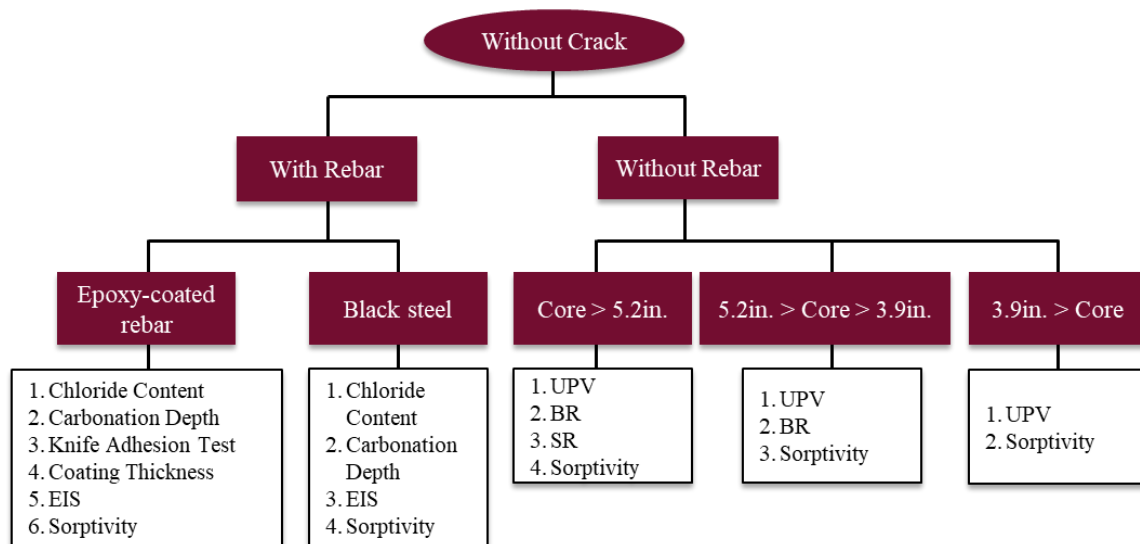 Without Crack
With Rebar
Without Rebar
Epoxy-coated
rebar
Black steel
Core > 5.2in.
5.2in. > Core > 3.9in.
3.9in. > Core
1. Chloride Content
2. Carbonation Depth
3. Knife Adhesion Test
4. Coating Thickness
5. EIS
6. Sorptivity
1. Chloride
Content
2. Carbonation
Depth
3. EIS
4. Sorptivity
1. UPV
2. BR
3. SR
4. Sorptivity
1. UPV
2. BR
3. Sorptivity
1. UPV
2. Sorptivity